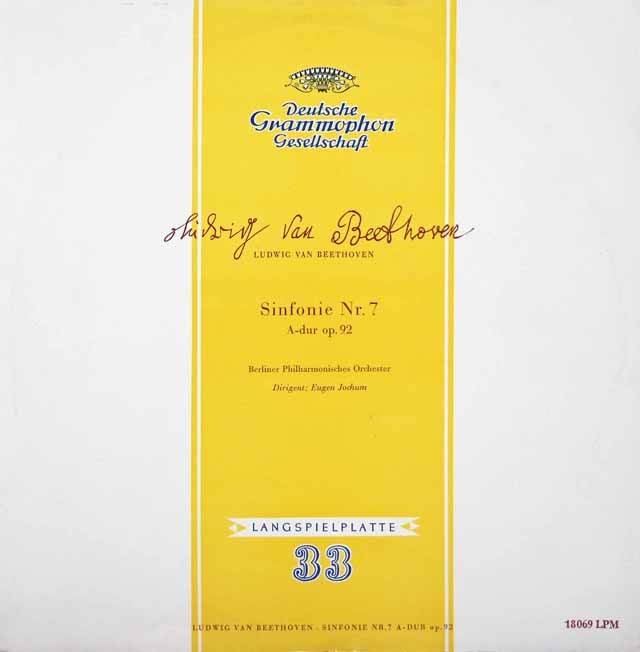 Deutsche
Grammophon
Gesellschaft
Ludwig van Beethoven
LUDWIG VAN BEETHOVEN
Sinfonie Nr. 7
A-dur op. 92
Berliner Philharmonisches Orchester
Dirigent: Eugen Jochum
LANGSPIELPLATTE
33
LUDWIG VAN BEETHOVEN · SINFONIE NR. 7 A-DUR op. 92
18069 LPM